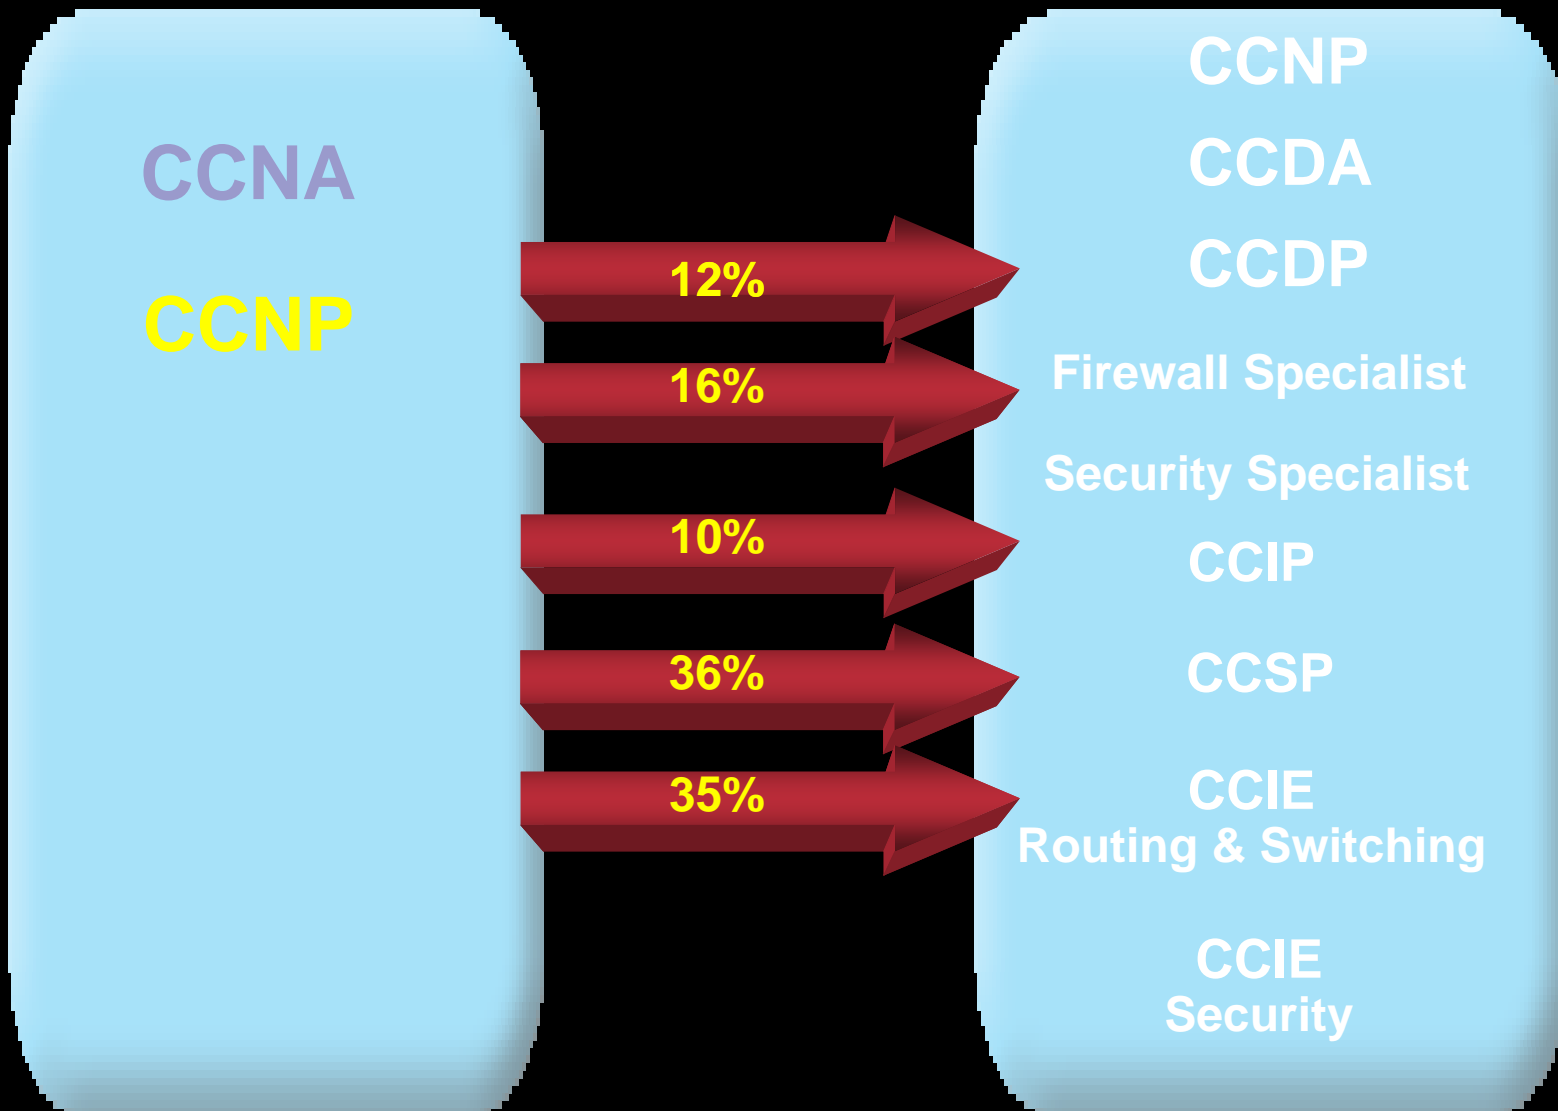 CCNA
CCNP
12%
16%
10%
36%
35%
CCNP
CCDA
CCDP
Firewall Specialist
Security Specialist
CCIP
CCSP
CCIE
Routing & Switching
CCIE
Security